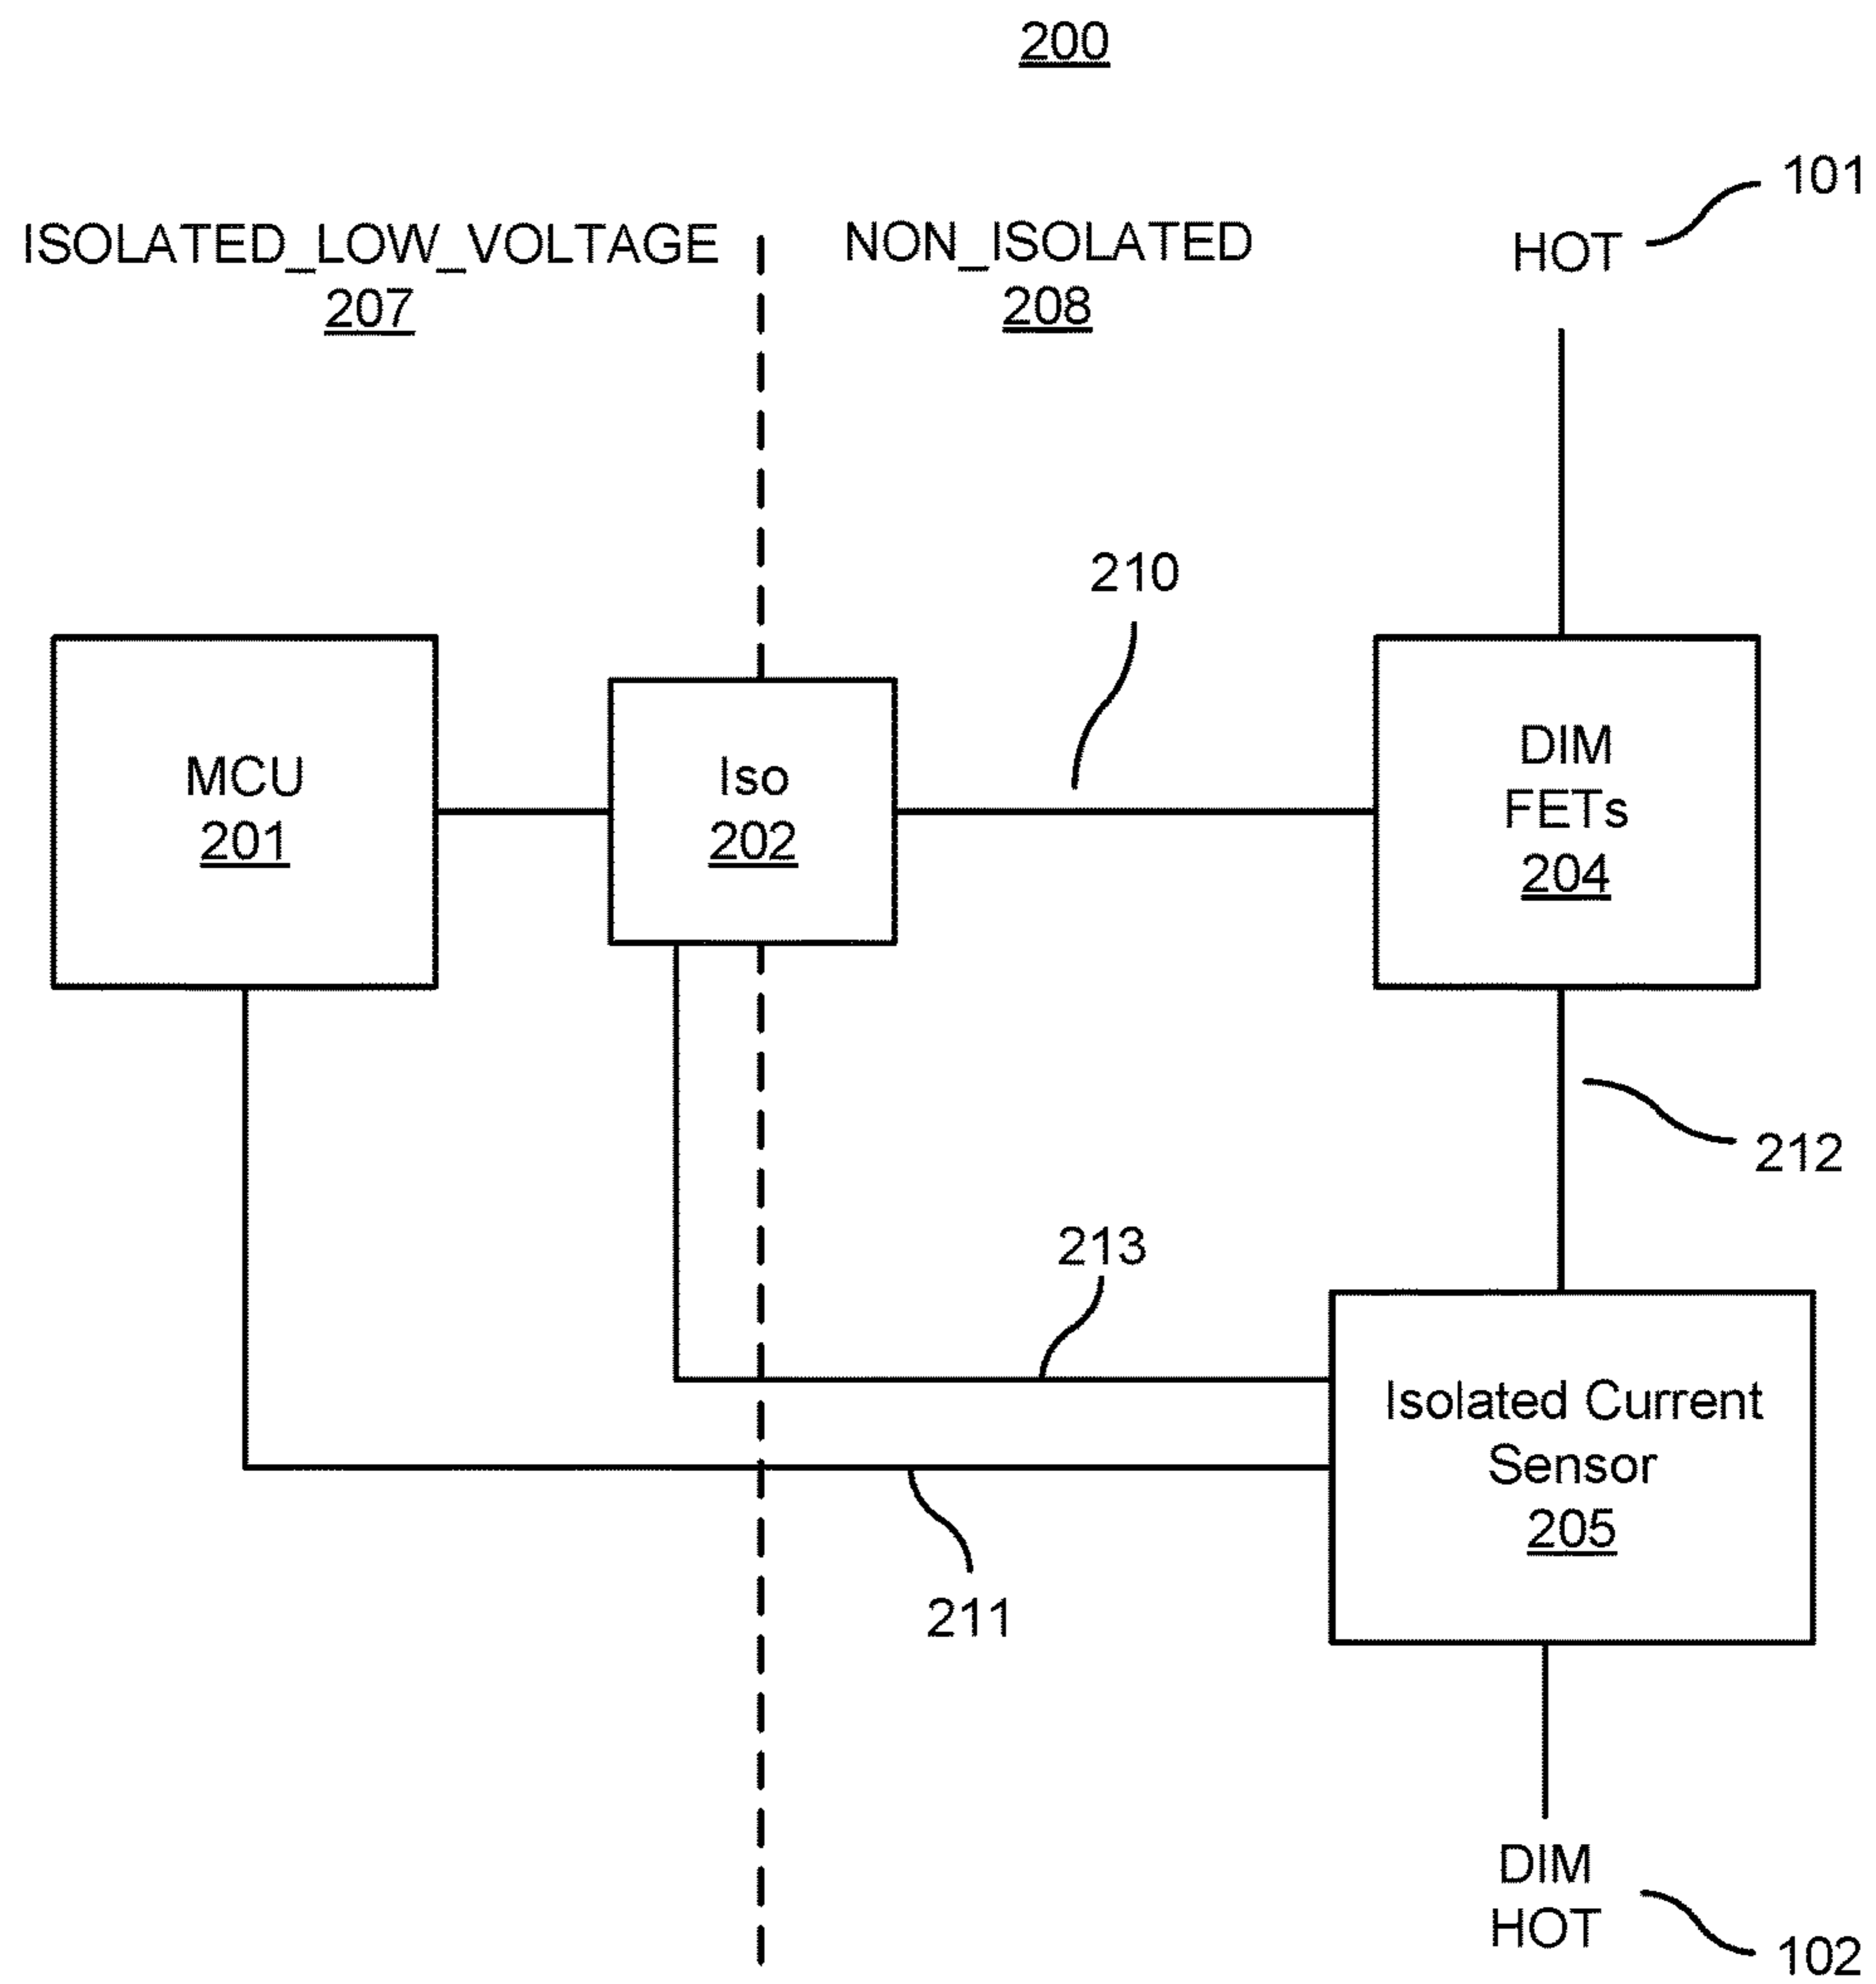 200
101
ISOLATED_LOW_VOLTAGE
207
NON_ISOLATED
208
HOT
210
MCU
201
Iso
202
DIM
FETs
204
212
213
Isolated Current
Sensor
205
211
DIM
HOT
102